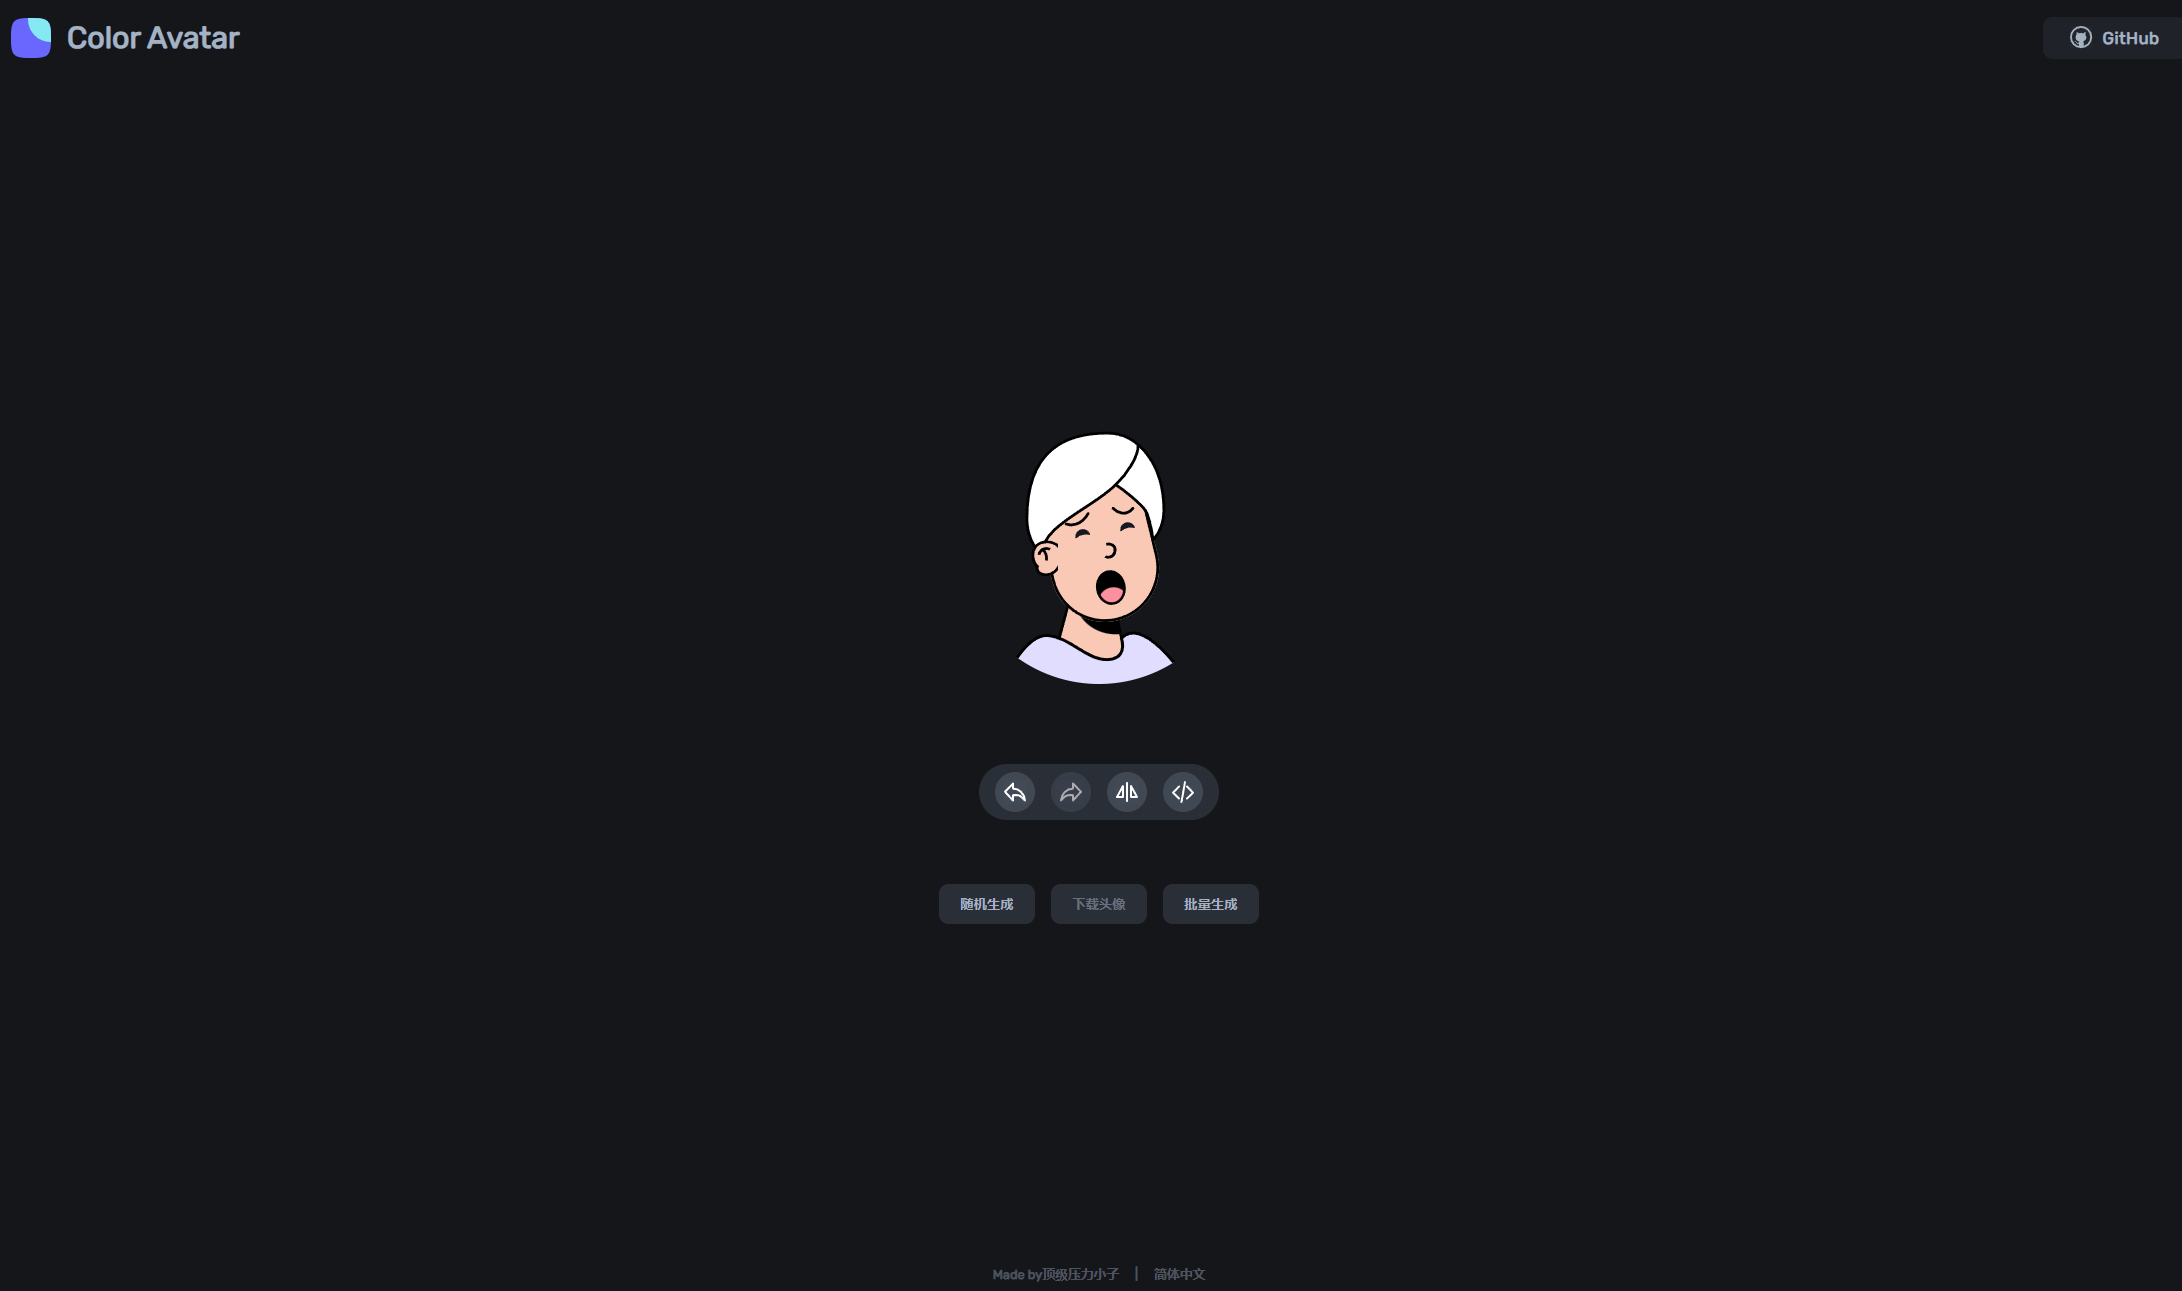 Color Avatar
GitHub
随机生成
下载头像
批量生成
Made by顶级压力小子 | 简体中文